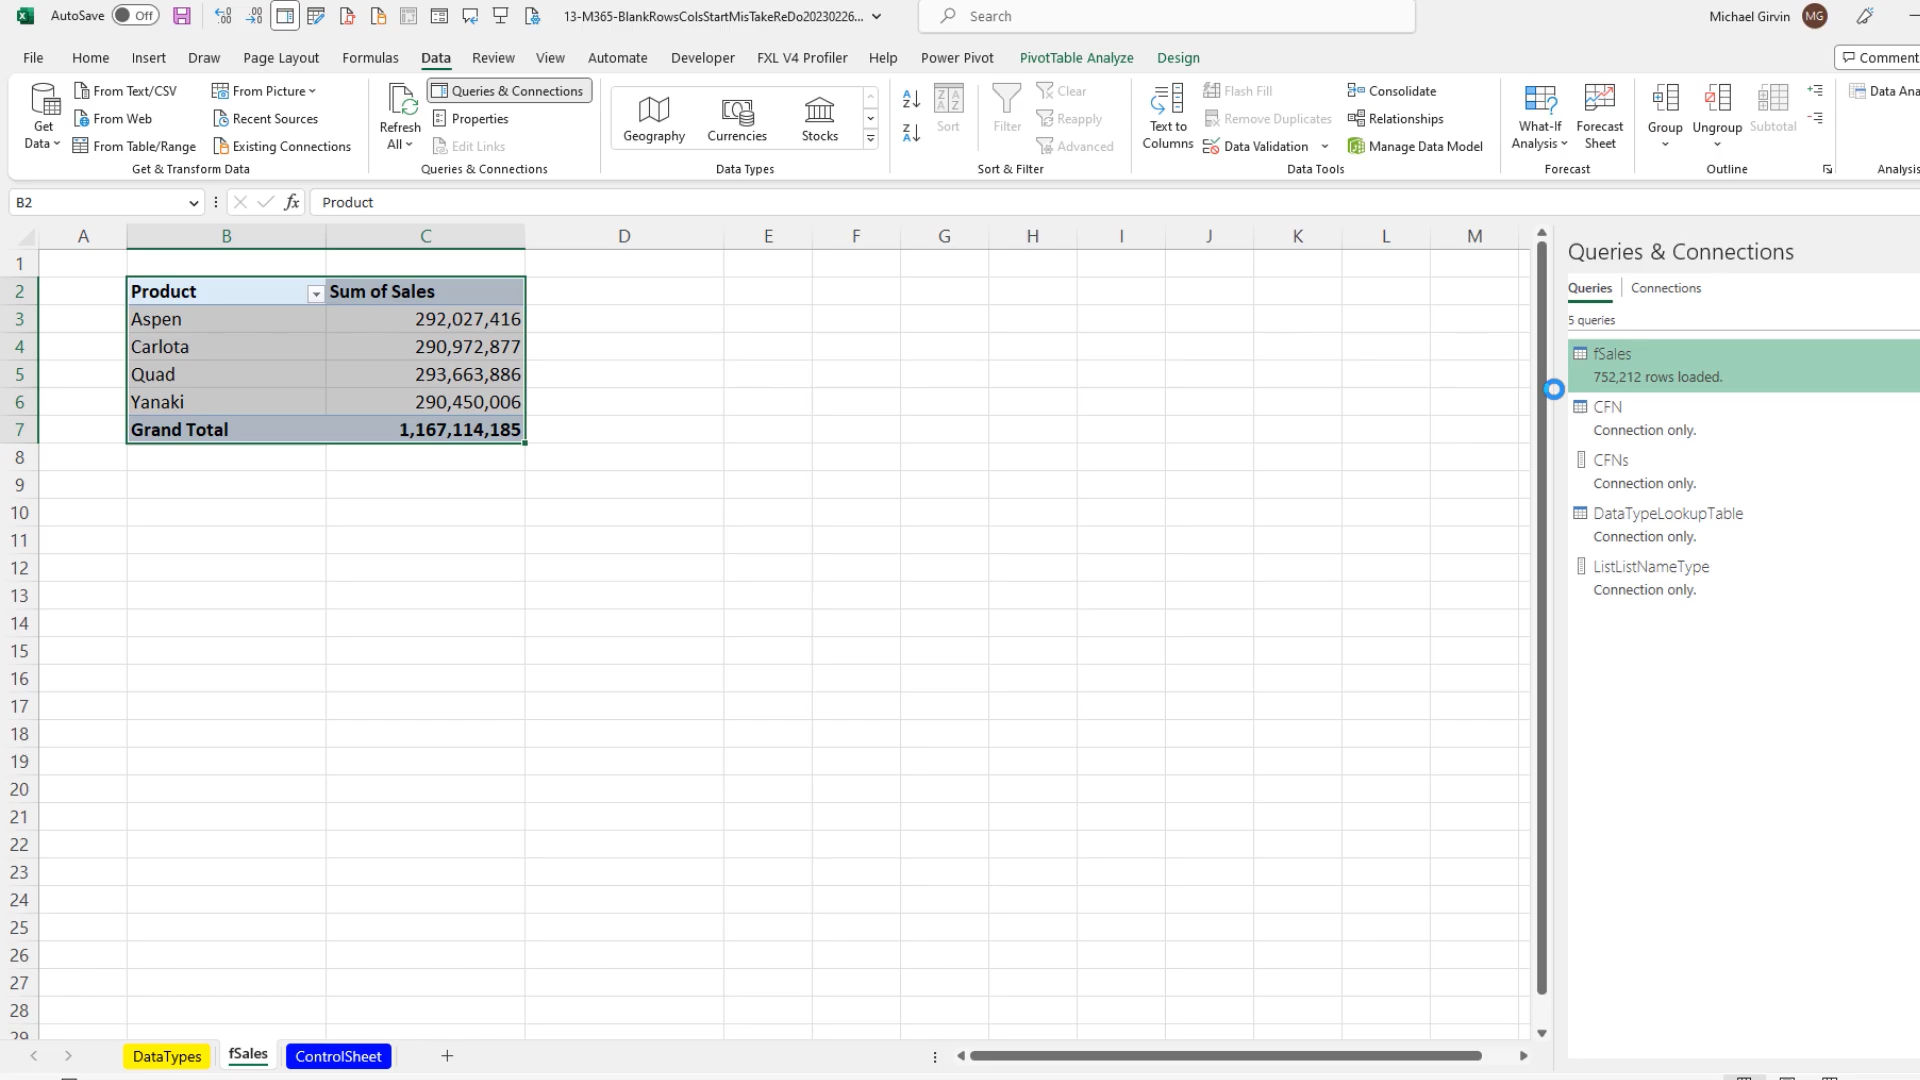 AutoSave Off 13-M365-BlankRowsColsStartMisTakeReDo20230226... Search Michael Girvin MG
File Home Insert Draw Page Layout Formulas Data Review View Automate Developer FXL V4 Profiler Help Power Pivot PivotTable Analyze Design Comment
Get Data
From Text/CSV
From Web
From Table/Range
From Picture
Recent Sources
Existing Connections
Get & Transform Data
Refresh All
Queries & Connections
Properties
Edit Links
Queries & Connections
Geography
Currencies
Stocks
Data Types
Sort
Filter
Clear
Reapply
Advanced
Sort & Filter
Text to Columns
Flash Fill
Remove Duplicates
Data Validation
Consolidate
Relationships
Manage Data Model
Data Tools
What-If Analysis
Forecast Sheet
Forecast
Group
Ungroup
Subtotal
Outline
Data Ana
Analysis
B2 fx Product
A B C D E F G H I J K L M
1
2 Product Sum of Sales
3 Aspen 292,027,416
4 Carlota 290,972,877
5 Quad 293,663,886
6 Yanaki 290,450,006
7 Grand Total 1,167,114,185
8
9
10
11
12
13
14
15
16
17
18
19
20
21
22
23
24
25
26
27
28
29
Queries & Connections
Queries Connections
5 queries
fSales
752,212 rows loaded.
CFN
Connection only.
CFNs
Connection only.
DataTypeLookupTable
Connection only.
ListListNameType
Connection only.
DataTypes fSales ControlSheet